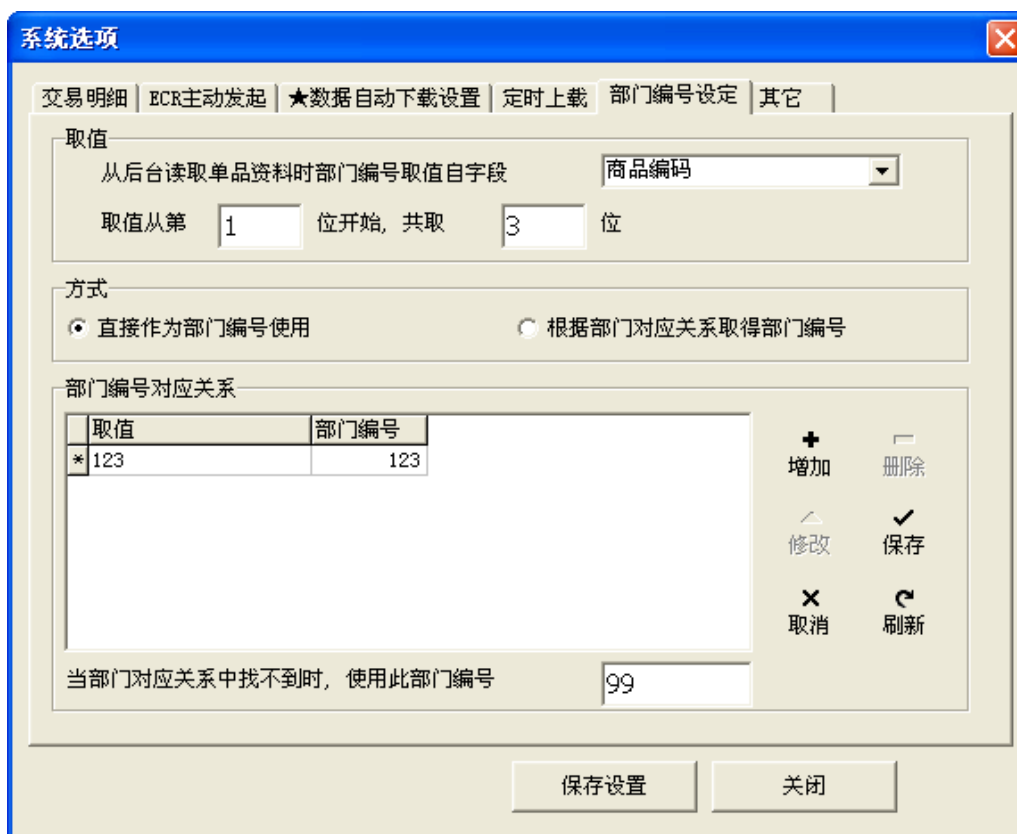 系统选项
交易明细 ECR主动发起 ★数据自动下载设置 定时上载 部门编号设定 其它
取值
从后台读取单品资料时部门编号取值自字段 商品编码
取值从第 1 位开始,共取 3 位
方式
直接作为部门编号使用 根据部门对应关系取得部门编号
部门编号对应关系
取值 部门编号
* 123 123
增加 删除
修改 保存
取消 刷新
当部门对应关系中找不到时,使用此部门编号 99
保存设置 关闭